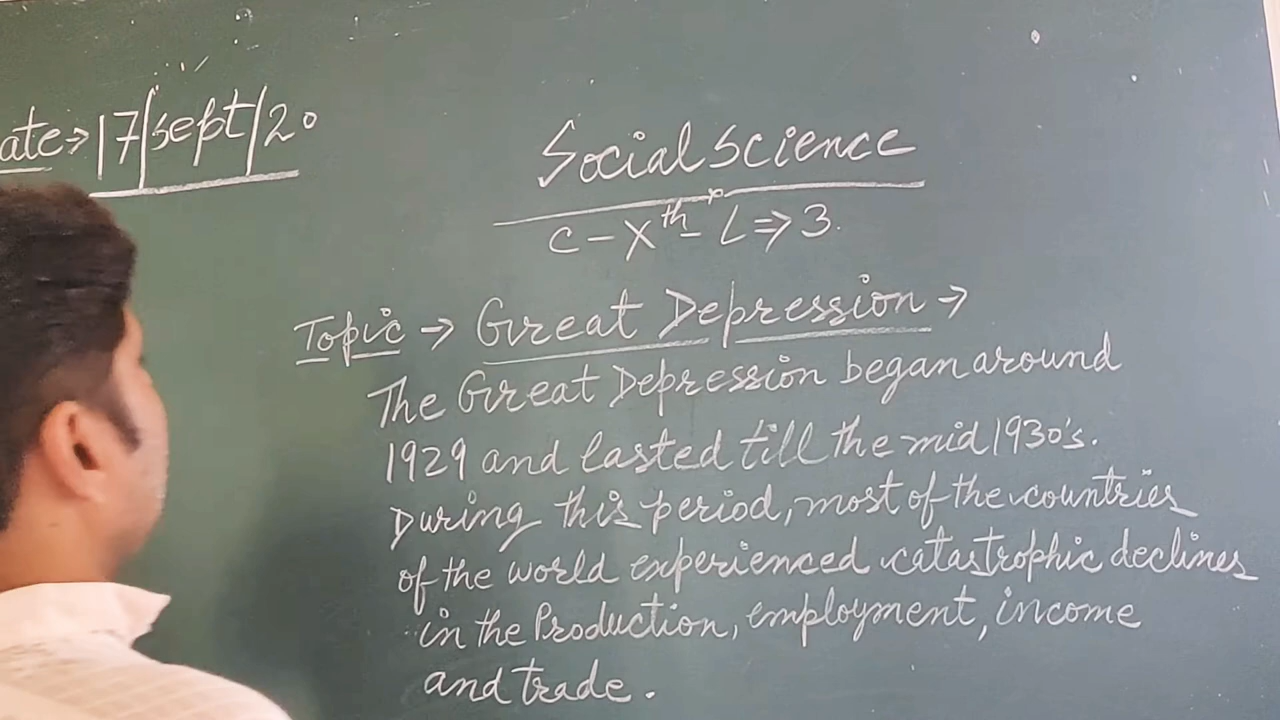 ate ⇒ 17/sept/20
Social Science
C - Xth L ⇒ 3
Topic → Great Depression →
The Great Depression began around
1929 and lasted till the mid 1930's.
During this period, most of the countries
of the world experienced catastrophic declines
in the Production, employment, income
and trade.